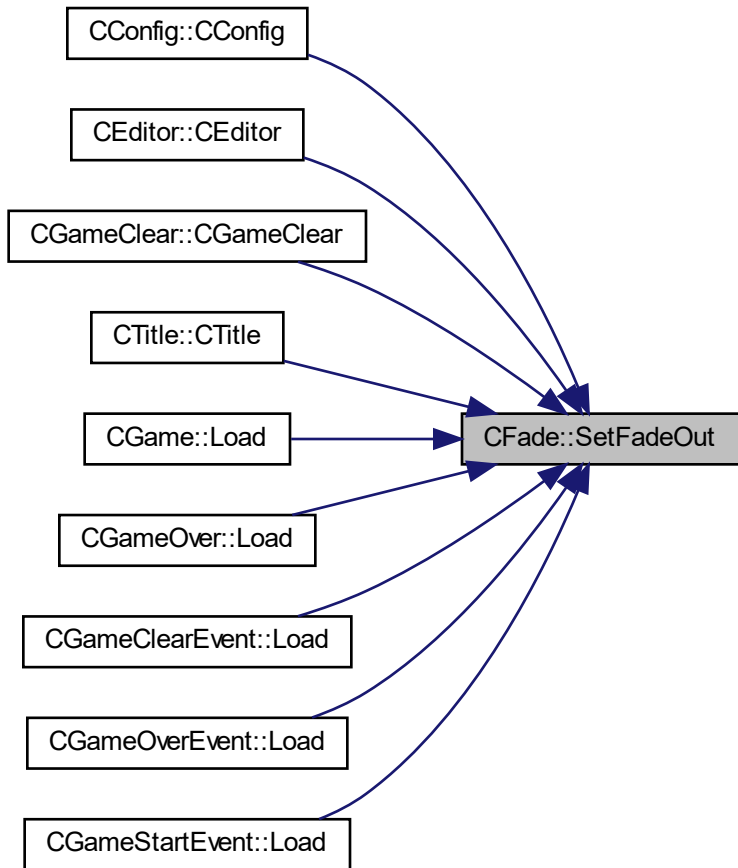 CConfig::CConfig
CEditor::CEditor
CGameClear::CGameClear
CTitle::CTitle
CGame::Load
CFade::SetFadeOut
CGameOver::Load
CGameClearEvent::Load
CGameOverEvent::Load
CGameStartEvent::Load